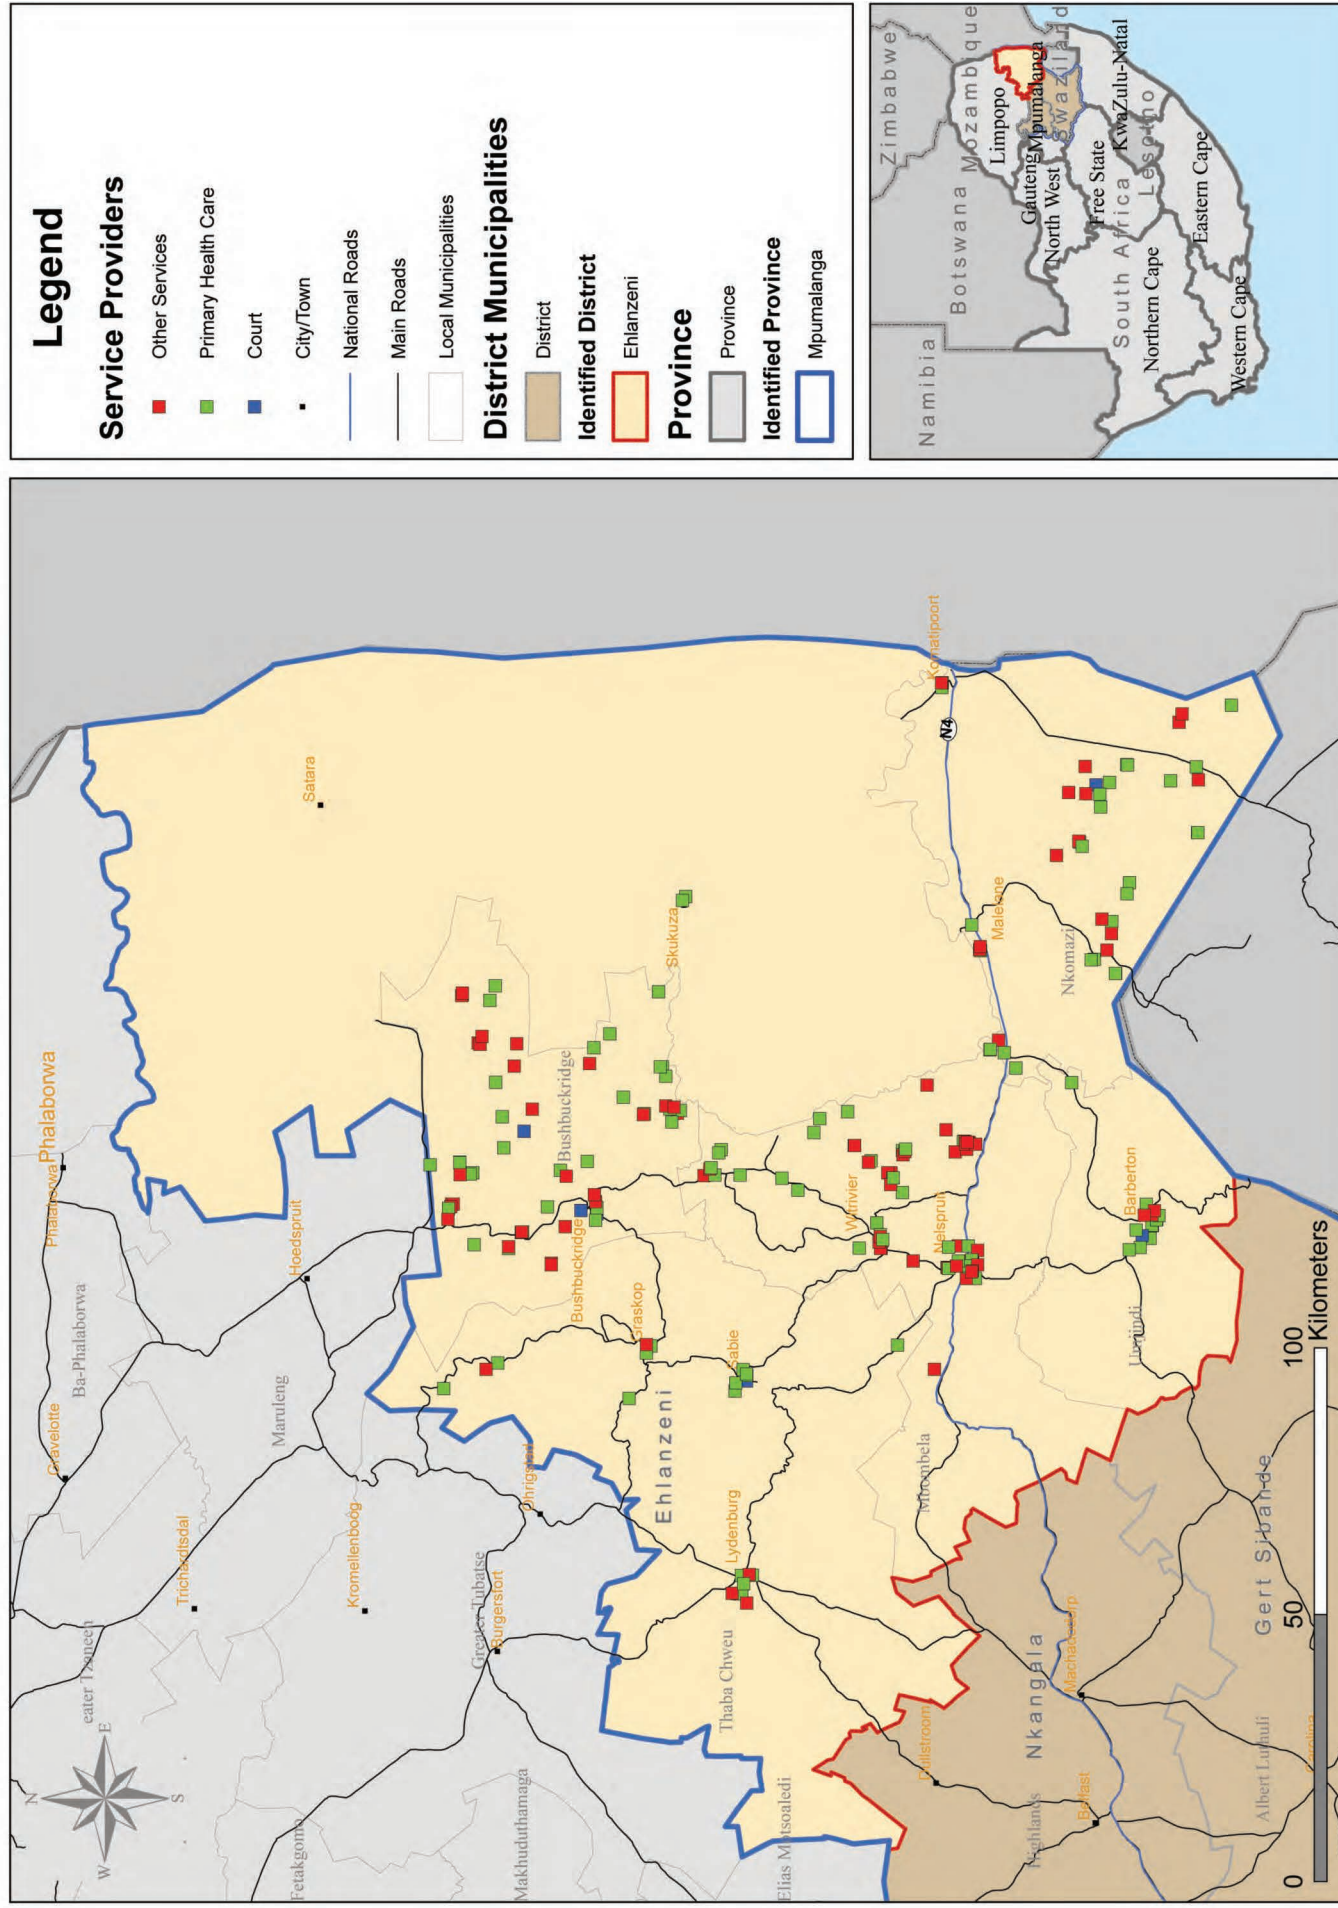 Legend
Service Providers
Other Services
Primary Health Care
Court
City/Town
National Roads
Main Roads
Local Municipalities
District Municipalities
District
Identified District
Ehlanzeni
Province
Province
Identified Province
Mpumalanga
Zimbabwe
Botswana
Mozambique
Namibia
Limpopo
Gauteng
Mpumalanga
North West
Swaziland
Free State
KwaZulu-Natal
South Africa
Lesotho
Northern Cape
Eastern Cape
Western Cape
N
W
E
S
Phalaborwa
Phalaborwa
Gravelotte
Ba-Phalaborwa
eater Tzaneen
Trichardtsdal
Hoedspruit
Satara
Maruleng
Fetakgomo
Kromellenboog
Greater Tubatse
Burgersfort
Ohrigstad
Makhuduthamaga
Bushbuckridge
Bushbuckridge
Graskop
Skukuza
Ehlanzeni
Sabie
Lydenburg
Thaba Chweu
Elias Motsoaledi
Witrivier
Komatipoort
N4
Nelspruit
Mbombela
Dullstroom
Malelane
Nkomazi
Nkangala
Highlands
Machadodorp
Belfast
Barberton
Umjindi
Gert Sibande
Albert Luthuli
Carolina
0
50
100
Kilometers